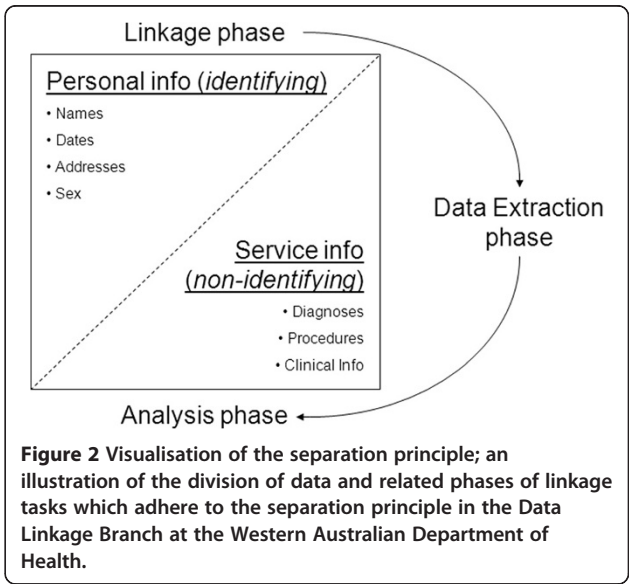 Linkage phase
Personal info (identifying)
• Names
• Dates
• Addresses
• Sex
Data Extraction
phase
Service info
(non-identifying)
• Diagnoses
• Procedures
• Clinical Info
Analysis phase
Figure 2 Visualisation of the separation principle; an
illustration of the division of data and related phases of linkage
tasks which adhere to the separation principle in the Data
Linkage Branch at the Western Australian Department of
Health.